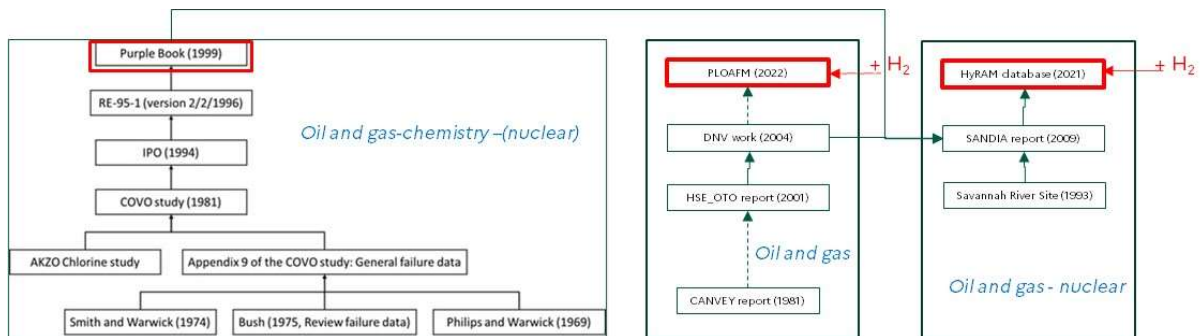 Purple Book (1999)
RE-95-1 (version 2/2/1996)
Oil and gas-chemistry –(nuclear)
IPO (1994)
COVO study (1981)
AKZO Chlorine study
Appendix 9 of the COVO study: General failure data
Smith and Warwick (1974)
Bush (1975, Review failure data)
Philips and Warwick (1969)
PLOAFM (2022)
+ H₂
DNV work (2004)
HSE_OTO report (2001)
Oil and gas
CANVEY report (1981)
HyRAM database (2021)
+ H₂
SANDIA report (2009)
Savannah River Site (1993)
Oil and gas - nuclear